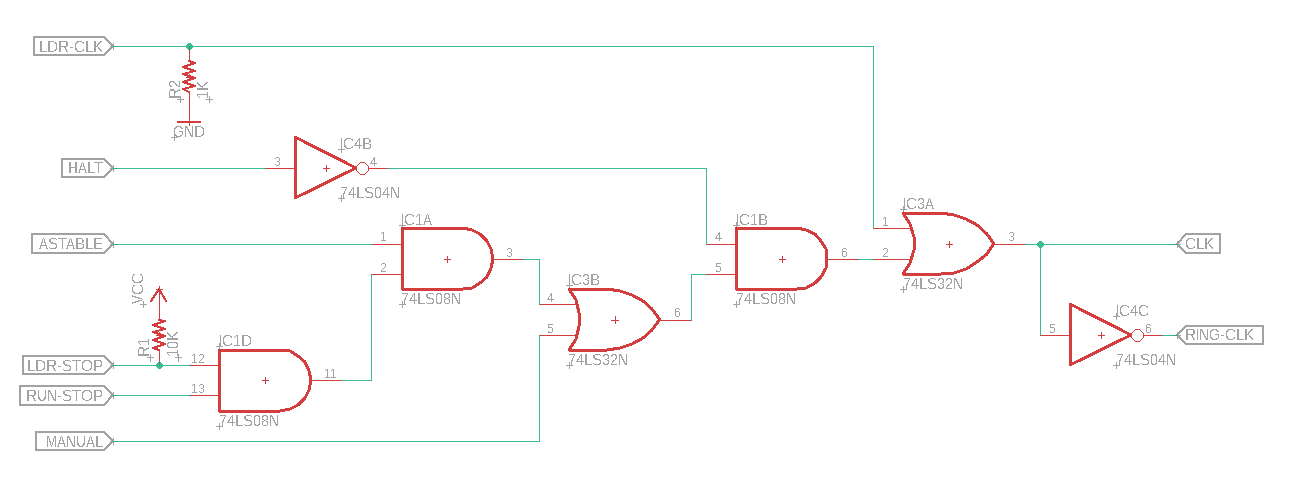 LDR-CLK
R2
1K
GND
HALT
3
IC4B
4
74LS04N
ASTABLE
1
2
IC1A
3
74LS08N
VCC
R1
10K
LDR-STOP
12
RUN-STOP
13
IC1D
11
74LS08N
MANUAL
IC3B
4
5
6
74LS32N
IC1B
4
5
6
74LS08N
IC3A
1
2
3
74LS32N
CLK
IC4C
5
6
74LS04N
RING-CLK